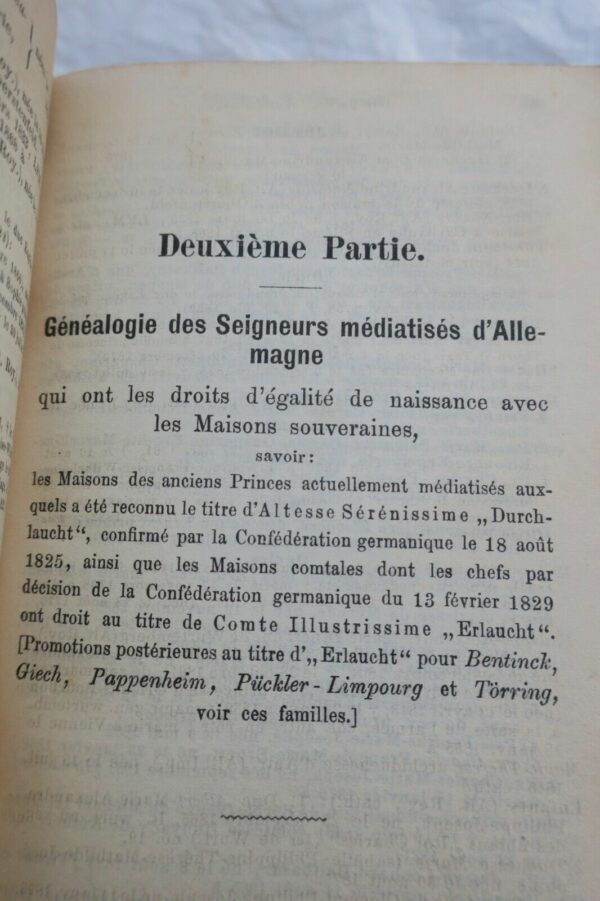 Deuxième Partie.
Généalogie des Seigneurs médiatisés d'Alle-
magne
qui ont les droits d'égalité de naissance avec
les Maisons souveraines,
savoir:
les Maisons des anciens Princes actuellement médiatisés aux-
quels a été reconnu le titre d'Altesse Sérénissime „Durch-
laucht“, confirmé par la Confédération germanique le 18 août
1825, ainsi que les Maisons comtales dont les chefs par
décision de la Confédération germanique du 13 février 1829
ont droit au titre de Comte Illustrissime „Erlaucht“.
[Promotions postérieures au titre d'„Erlaucht“ pour Bentinck,
Giech, Pappenheim, Pückler-Limpourg et Törring,
voir ces familles.]